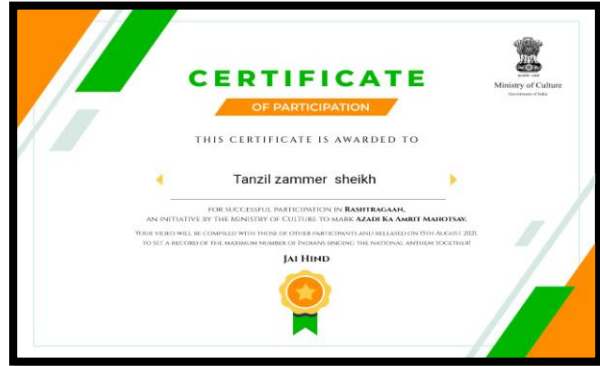 CERTIFICATE
OF PARTICIPATION
Ministry of Culture
Government of India
THIS CERTIFICATE IS AWARDED TO
Tanzil zammer sheikh
FOR SUCCESSFUL PARTICIPATION IN RASHTRAGAAN,
AN INITIATIVE BY THE MINISTRY OF CULTURE TO MARK AZADI KA AMRIT MAHOTSAV.
YOUR VIDEO WILL BE COMPILED WITH THOSE OF OTHER PARTICIPANTS AND RELEASED ON 15TH AUGUST 2021,
TO SET A RECORD OF THE MAXIMUM NUMBER OF INDIANS SINGING THE NATIONAL ANTHEM TOGETHER!
JAI HIND